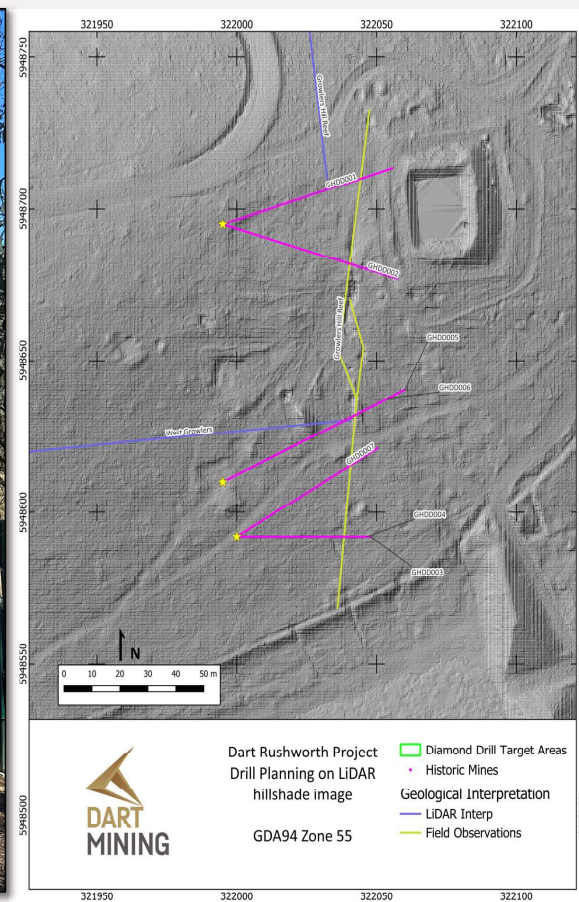 321950 322000 322050 322100
5948750
5948700
5948650
5948600
5948550
5948500
Growlers Hill Reef
GHDD001
GHDD002
Growlers Hill Reef
GHDD005
GHDD006
West Growlers
GHDD007
GHDD004
GHDD003
N
0 10 20 30 40 50 m
DART
MINING
Dart Rushworth Project
Drill Planning on LiDAR
hillshade image
GDA94 Zone 55
Diamond Drill Target Areas
Historic Mines
Geological Interpretation
LiDAR Interp
Field Observations
321950 322000 322050 322100